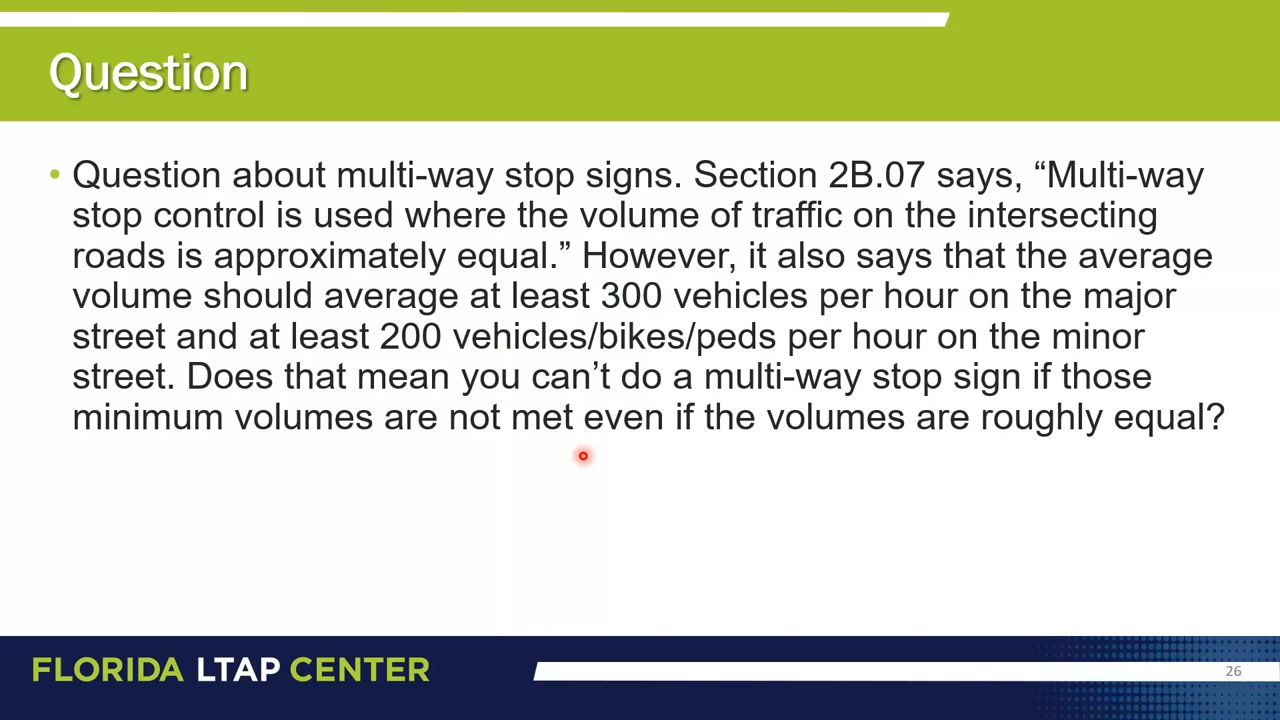 Question
• Question about multi-way stop signs. Section 2B.07 says, “Multi-way
stop control is used where the volume of traffic on the intersecting
roads is approximately equal.” However, it also says that the average
volume should average at least 300 vehicles per hour on the major
street and at least 200 vehicles/bikes/peds per hour on the minor
street. Does that mean you can’t do a multi-way stop sign if those
minimum volumes are not met even if the volumes are roughly equal?
FLORIDA LTAP CENTER
26